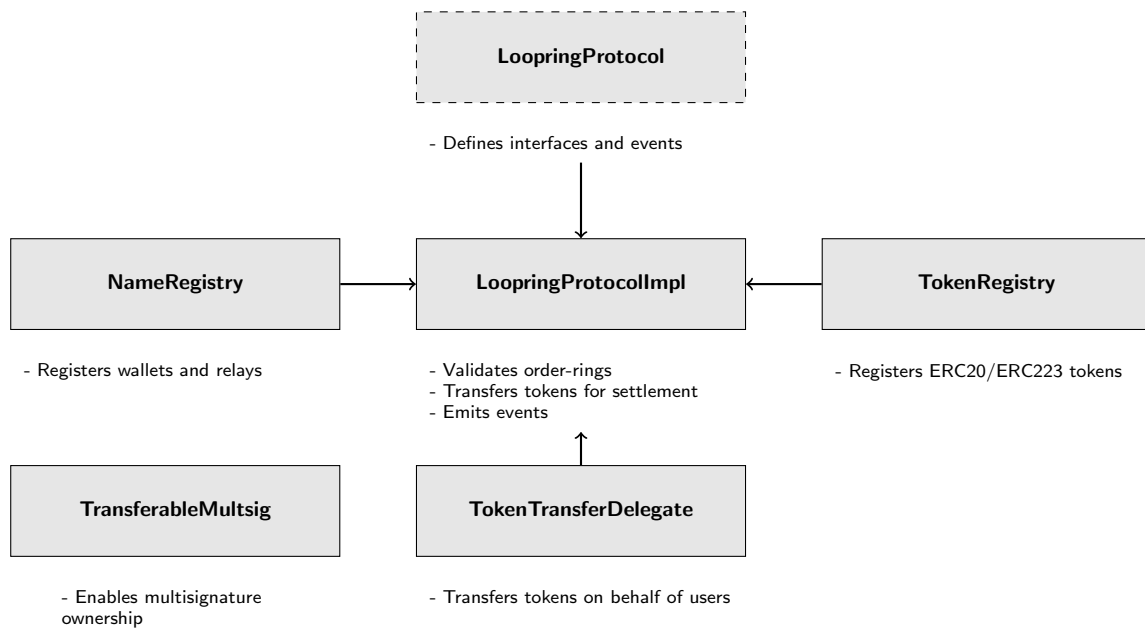 LoopringProtocol
- Defines interfaces and events
NameRegistry
LoopringProtocolImpl
TokenRegistry
- Registers wallets and relays
- Validates order-rings
- Transfers tokens for settlement
- Emits events
- Registers ERC20/ERC223 tokens
TransferableMultsig
TokenTransferDelegate
- Enables multisignature
ownership
- Transfers tokens on behalf of users